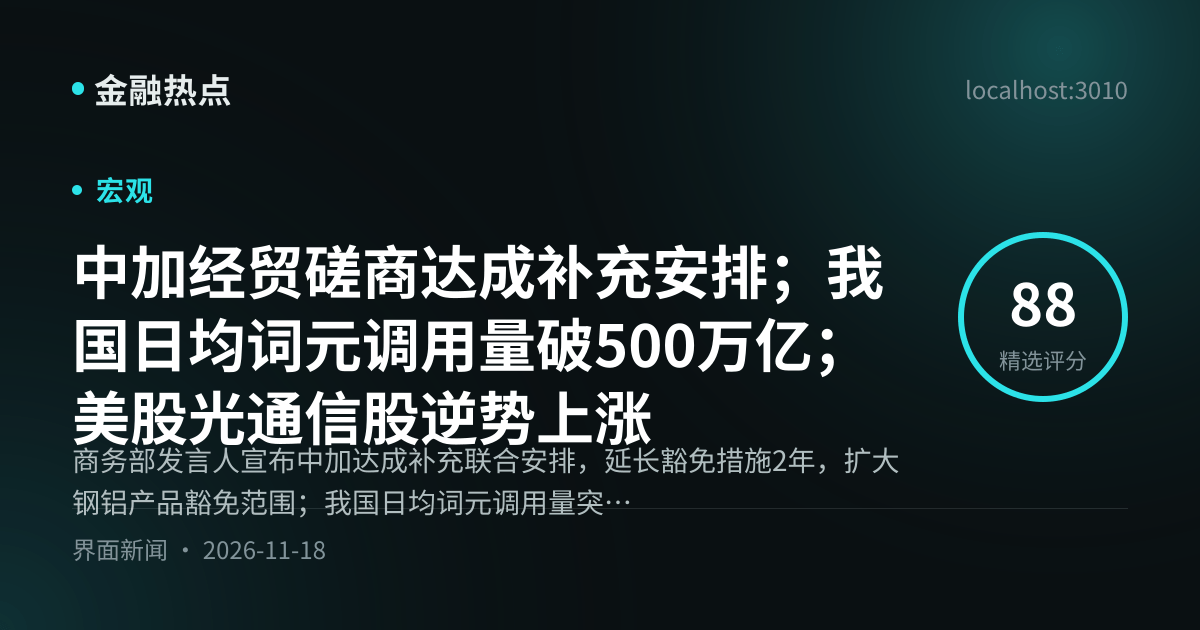 金融热点
localhost:3010
宏观
中加经贸磋商达成补充安排；我
国日均词元调用量破500万亿；
美股光通信股逆势上涨
88
精选评分
商务部发言人宣布中加达成补充联合安排，延长豁免措施2年，扩大
钢铝产品豁免范围；我国日均词元调用量突…
界面新闻 · 2026-11-18